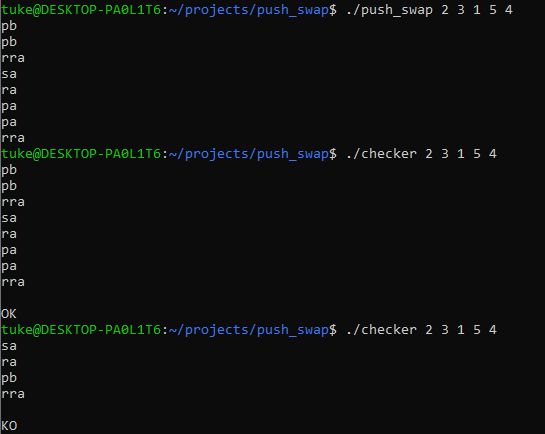 tuke@DESKTOP-PA0L1T6:~/projects/push_swap$ ./push_swap 2 3 1 5 4
pb
pb
rra
sa
ra
pa
pa
rra
tuke@DESKTOP-PA0L1T6:~/projects/push_swap$ ./checker 2 3 1 5 4
pb
pb
rra
sa
ra
pa
pa
rra
OK
tuke@DESKTOP-PA0L1T6:~/projects/push_swap$ ./checker 2 3 1 5 4
sa
ra
pb
rra
KO